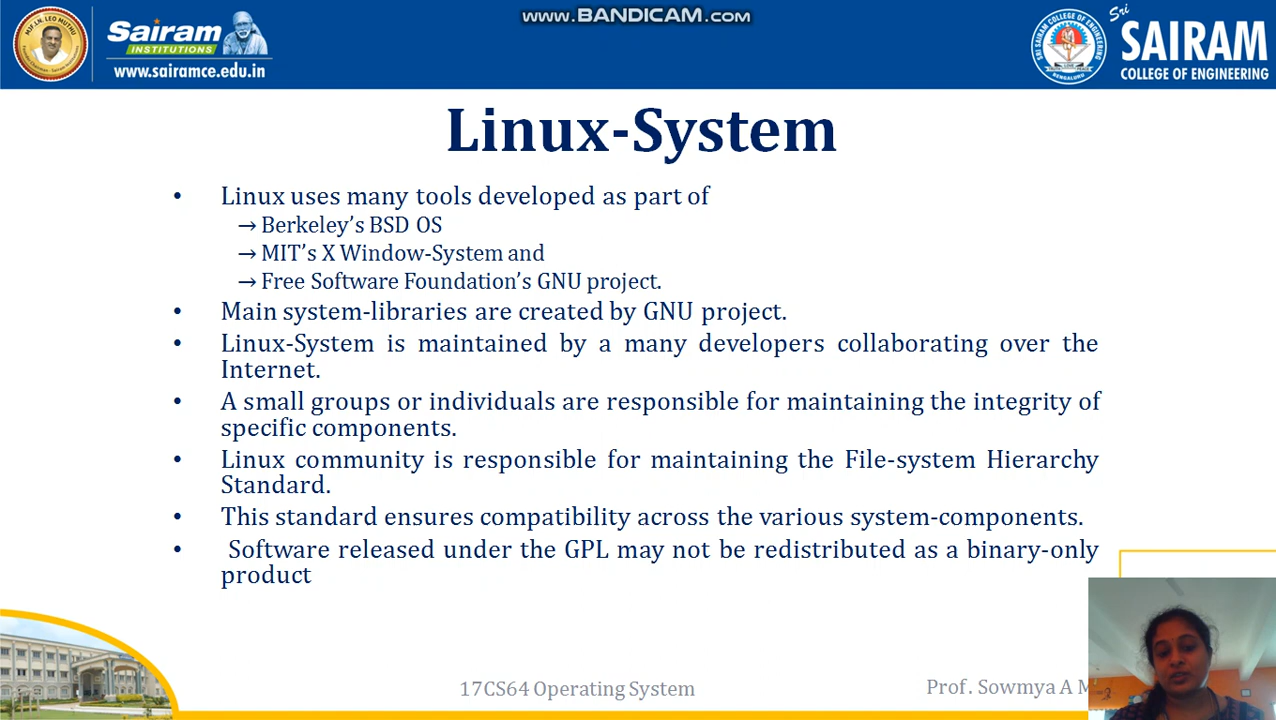 www.BANDICAM.com
Sairam
INSTITUTIONS
www.sairamce.edu.in
Sri
SAIRAM
COLLEGE OF ENGINEERING
Linux-System
• Linux uses many tools developed as part of
→ Berkeley’s BSD OS
→ MIT’s X Window-System and
→ Free Software Foundation’s GNU project.
• Main system-libraries are created by GNU project.
• Linux-System is maintained by a many developers collaborating over the
Internet.
• A small groups or individuals are responsible for maintaining the integrity of
specific components.
• Linux community is responsible for maintaining the File-system Hierarchy
Standard.
• This standard ensures compatibility across the various system-components.
• Software released under the GPL may not be redistributed as a binary-only
product
17CS64 Operating System
Prof. Sowmya A M